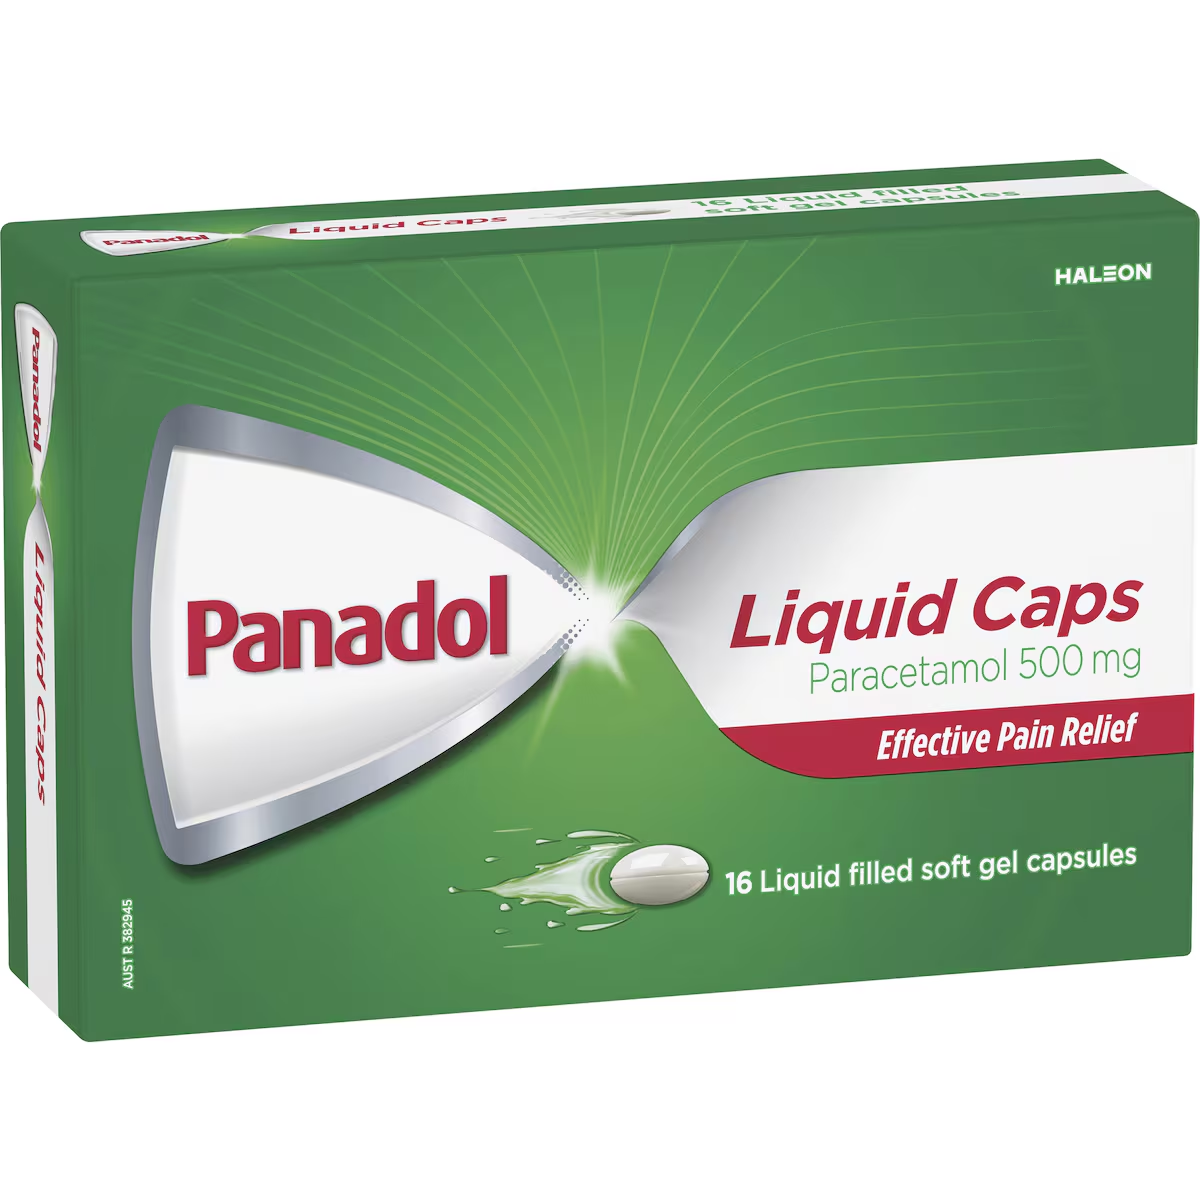 Panadol
Liquid Caps
16 Liquid filled
soft gel capsules
HALEON
Panadol
Liquid Caps
Panadol
Liquid Caps
Paracetamol 500 mg
Effective Pain Relief
16 Liquid filled soft gel capsules
AUST R 382945